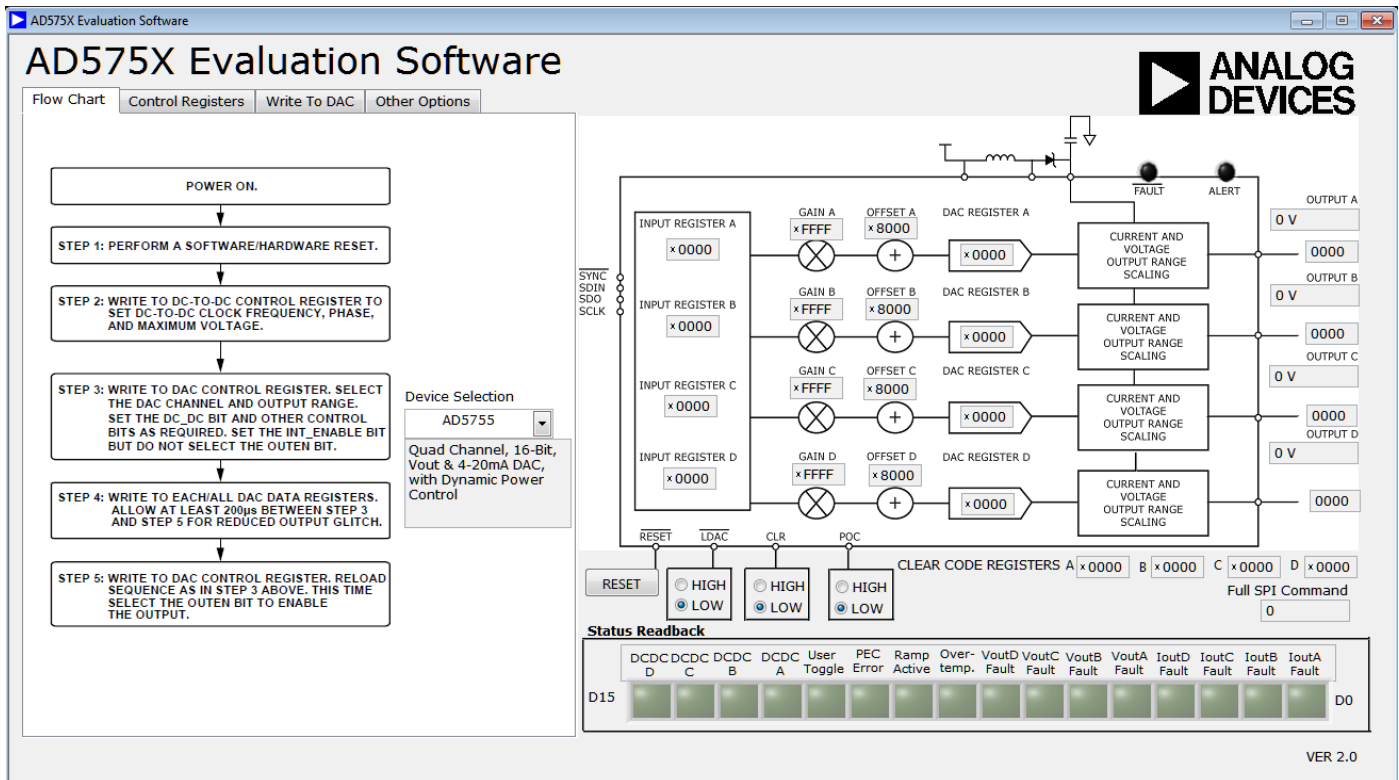 AD575X Evaluation Software
AD575X Evaluation Software
ANALOG
DEVICES
Flow Chart
Control Registers
Write To DAC
Other Options
POWER ON.
STEP 1: PERFORM A SOFTWARE/HARDWARE RESET.
STEP 2: WRITE TO DC-TO-DC CONTROL REGISTER TO
SET DC-TO-DC CLOCK FREQUENCY, PHASE,
AND MAXIMUM VOLTAGE.
STEP 3: WRITE TO DAC CONTROL REGISTER. SELECT
THE DAC CHANNEL AND OUTPUT RANGE.
SET THE DC_DC BIT AND OTHER CONTROL
BITS AS REQUIRED. SET THE INT_ENABLE BIT
BUT DO NOT SELECT THE OUTEN BIT.
STEP 4: WRITE TO EACH/ALL DAC DATA REGISTERS.
ALLOW AT LEAST 200µs BETWEEN STEP 3
AND STEP 5 FOR REDUCED OUTPUT GLITCH.
STEP 5: WRITE TO DAC CONTROL REGISTER. RELOAD
SEQUENCE AS IN STEP 3 ABOVE. THIS TIME
SELECT THE OUTEN BIT TO ENABLE
THE OUTPUT.
Device Selection
AD5755
Quad Channel, 16-Bit,
Vout & 4-20mA DAC,
with Dynamic Power
Control
FAULT
ALERT
SYNC
SDIN
SDO
SCLK
INPUT REGISTER A
x 0000
GAIN A
x FFFF
OFFSET A
x 8000
DAC REGISTER A
x 0000
CURRENT AND
VOLTAGE
OUTPUT RANGE
SCALING
OUTPUT A
0 V
0000
INPUT REGISTER B
x 0000
GAIN B
x FFFF
OFFSET B
x 8000
DAC REGISTER B
x 0000
CURRENT AND
VOLTAGE
OUTPUT RANGE
SCALING
OUTPUT B
0 V
0000
INPUT REGISTER C
x 0000
GAIN C
x FFFF
OFFSET C
x 8000
DAC REGISTER C
x 0000
CURRENT AND
VOLTAGE
OUTPUT RANGE
SCALING
OUTPUT C
0 V
0000
INPUT REGISTER D
x 0000
GAIN D
x FFFF
OFFSET D
x 8000
DAC REGISTER D
x 0000
CURRENT AND
VOLTAGE
OUTPUT RANGE
SCALING
OUTPUT D
0 V
0000
RESET
LDAC
CLR
POC
RESET
HIGH
LOW
HIGH
LOW
HIGH
LOW
CLEAR CODE REGISTERS A x 0000 B x 0000 C x 0000 D x 0000
Full SPI Command
0
Status Readback
D15
DCDC D
DCDC C
DCDC B
DCDC A
User Toggle
PEC Error
Ramp Active
Over-temp.
VoutD Fault
VoutC Fault
VoutB Fault
VoutA Fault
IoutD Fault
IoutC Fault
IoutB Fault
IoutA Fault
D0
VER 2.0